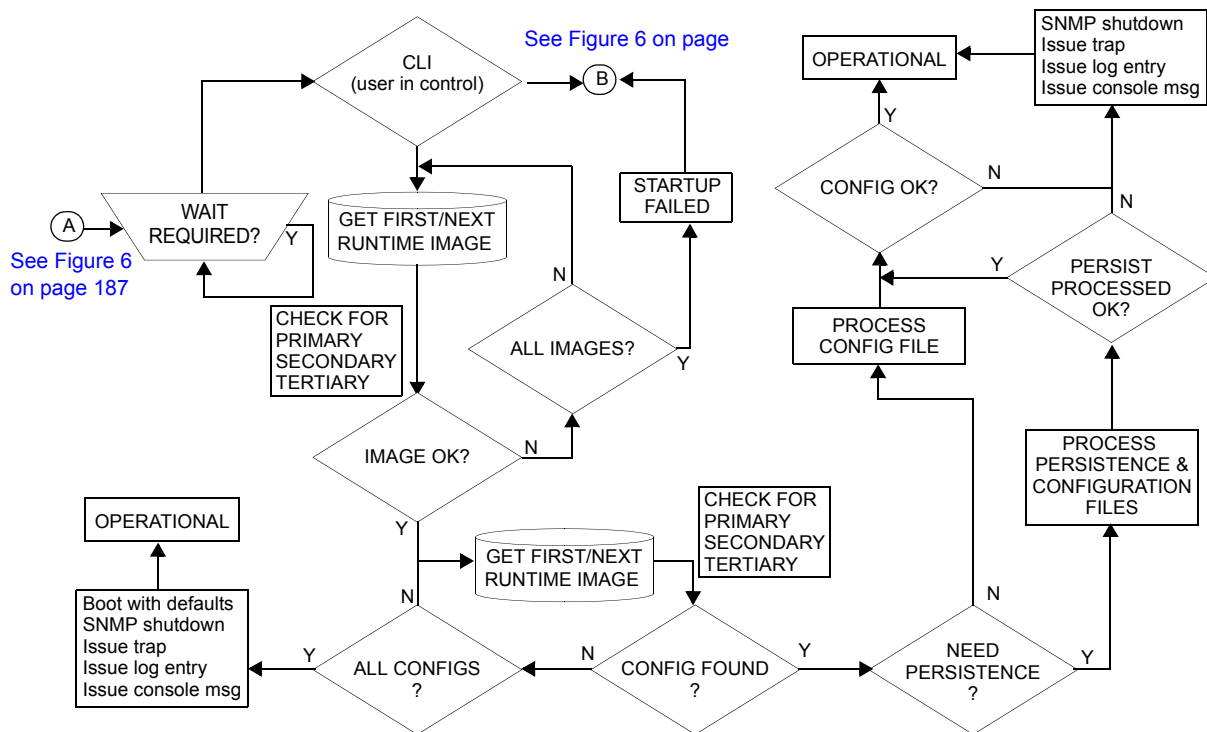 See Figure 6 on page
CLI
(user in control)
B
A
WAIT
REQUIRED?
Y
See Figure 6
on page 187
GET FIRST/NEXT
RUNTIME IMAGE
CHECK FOR
PRIMARY
SECONDARY
TERTIARY
IMAGE OK?
N
Y
ALL IMAGES?
N
Y
STARTUP
FAILED
OPERATIONAL
SNMP shutdown
Issue trap
Issue log entry
Issue console msg
Y
CONFIG OK?
N
N
Y
PERSIST
PROCESSED
OK?
PROCESS
CONFIG FILE
PROCESS
PERSISTENCE &
CONFIGURATION
FILES
OPERATIONAL
Boot with defaults
SNMP shutdown
Issue trap
Issue log entry
Issue console msg
GET FIRST/NEXT
RUNTIME IMAGE
CHECK FOR
PRIMARY
SECONDARY
TERTIARY
N
Y
ALL CONFIGS
?
N
CONFIG FOUND
?
Y
N
NEED
PERSISTENCE
?
Y